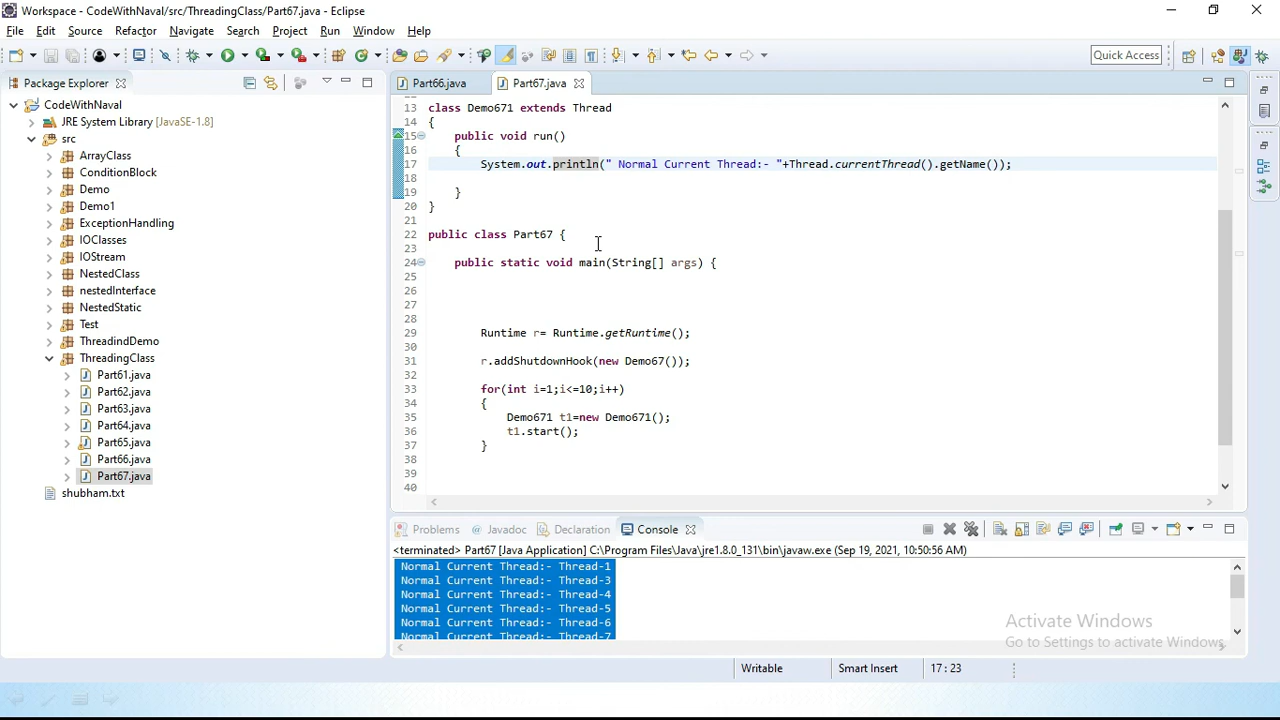 Workspace - CodeWithNaval/src/ThreadingClass/Part67.java - Eclipse
File Edit Source Refactor Navigate Search Project Run Window Help
Quick Access
Package Explorer
CodeWithNaval
JRE System Library [JavaSE-1.8]
src
ArrayClass
ConditionBlock
Demo
Demo1
ExceptionHandling
IOClasses
IOStream
NestedClass
nestedInterface
NestedStatic
Test
ThreadindDemo
ThreadingClass
Part61.java
Part62.java
Part63.java
Part64.java
Part65.java
Part66.java
Part67.java
shubham.txt
Part66.java Part67.java
13 class Demo671 extends Thread
14 {
15 public void run()
16 {
17 System.out.println(" Normal Current Thread:- "+Thread.currentThread().getName());
18
19 }
20 }
21
22 public class Part67 {
23
24 public static void main(String[] args) {
25
26
27
28
29 Runtime r= Runtime.getRuntime();
30
31 r.addShutdownHook(new Demo67());
32
33 for(int i=1;i<=10;i++)
34 {
35 Demo671 t1=new Demo671();
36 t1.start();
37 }
38
39
40
Problems Javadoc Declaration Console
<terminated> Part67 [Java Application] C:\Program Files\Java\jre1.8.0_131\bin\javaw.exe (Sep 19, 2021, 10:50:56 AM)
Normal Current Thread:- Thread-1
Normal Current Thread:- Thread-3
Normal Current Thread:- Thread-4
Normal Current Thread:- Thread-5
Normal Current Thread:- Thread-6
Normal Current Thread:- Thread-7
Activate Windows
Go to Settings to activate Windows.
Writable Smart Insert 17 : 23